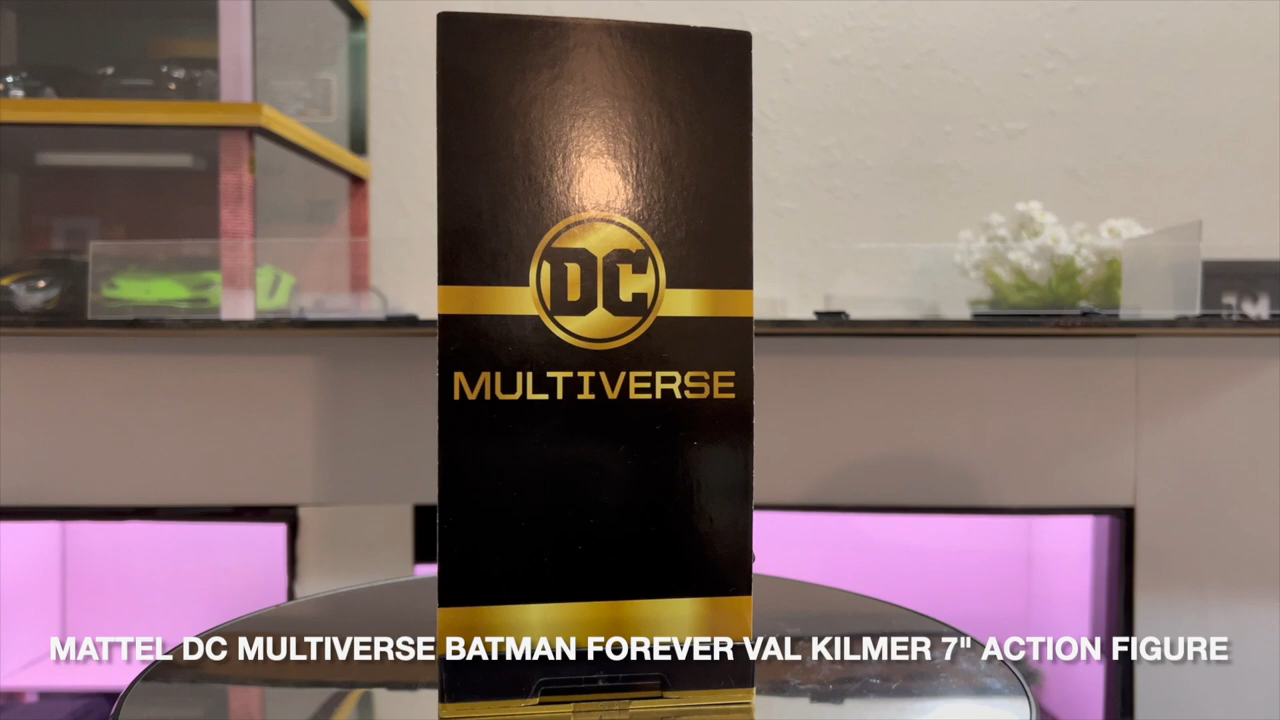 DC
MULTIVERSE
MATTEL DC MULTIVERSE BATMAN FOREVER VAL KILMER 7" ACTION FIGURE